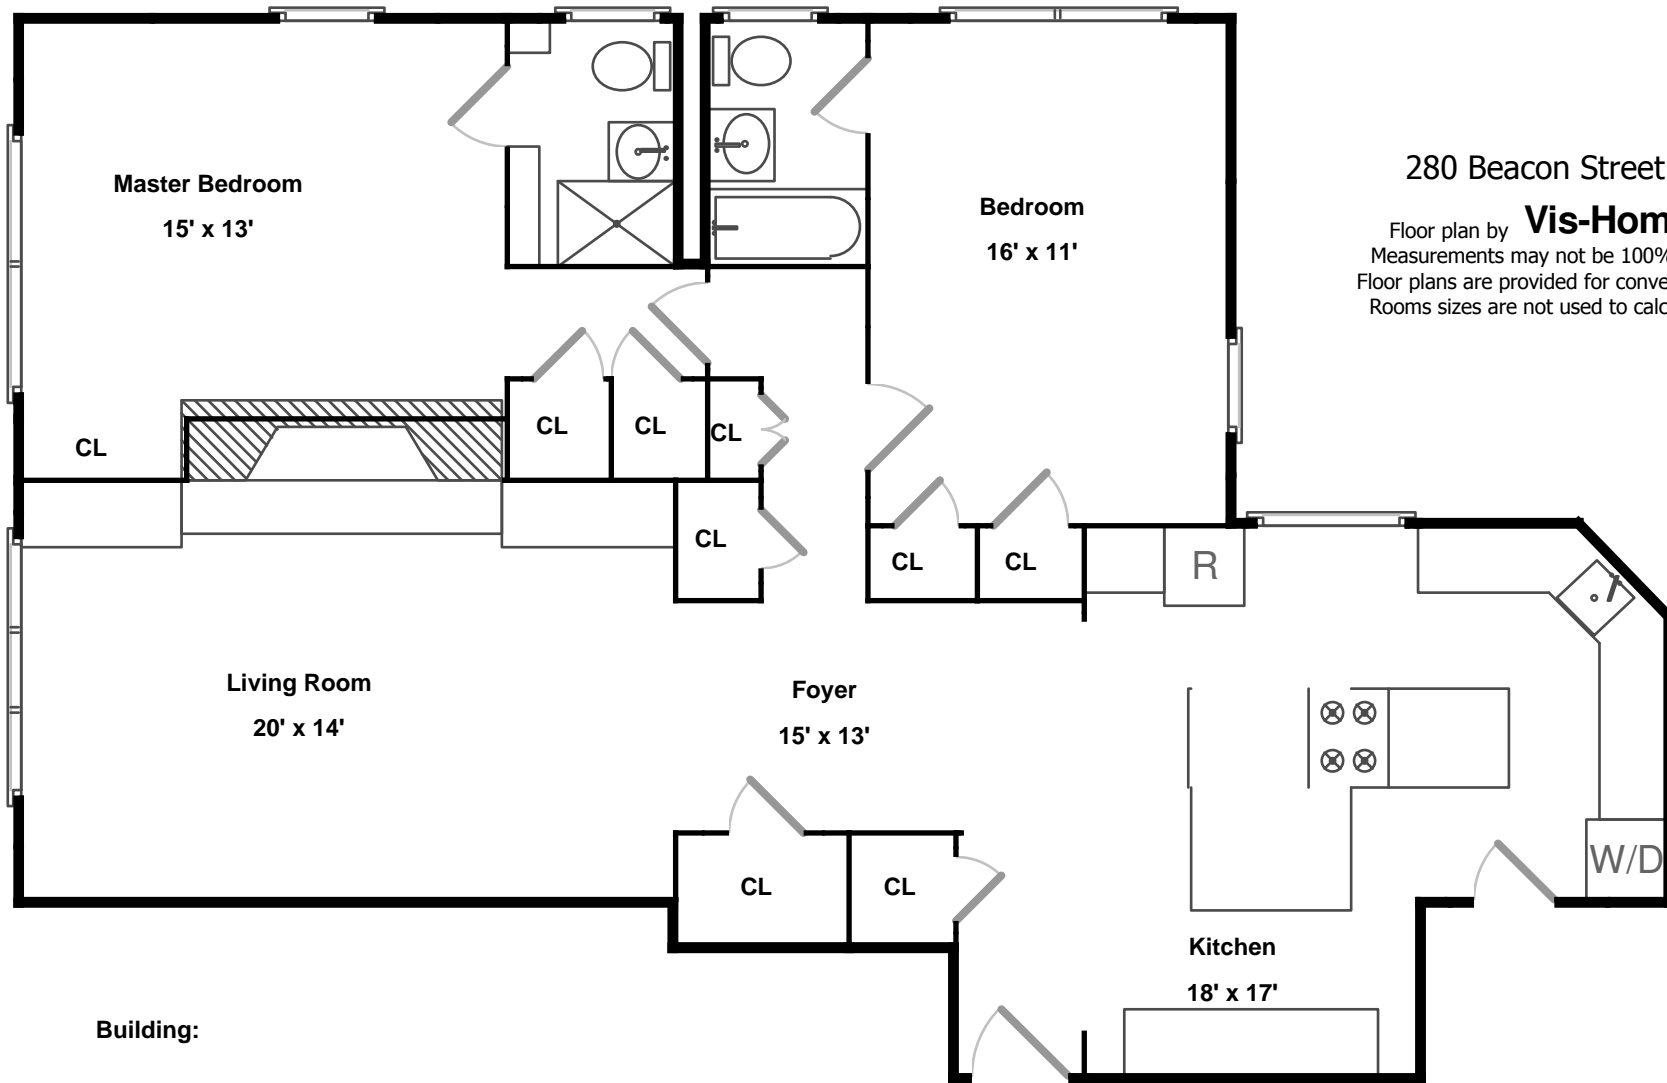 280 Beacon Street
Floor plan by Vis-Hom
Measurements may not be 100%
Floor plans are provided for conve
Rooms sizes are not used to calc
Master Bedroom
15' x 13'
Bedroom
16' x 11'
CL
CL
CL
CL
CL
CL
CL
R
Living Room
20' x 14'
Foyer
15' x 13'
W/D
CL
CL
Kitchen
18' x 17'
Building: